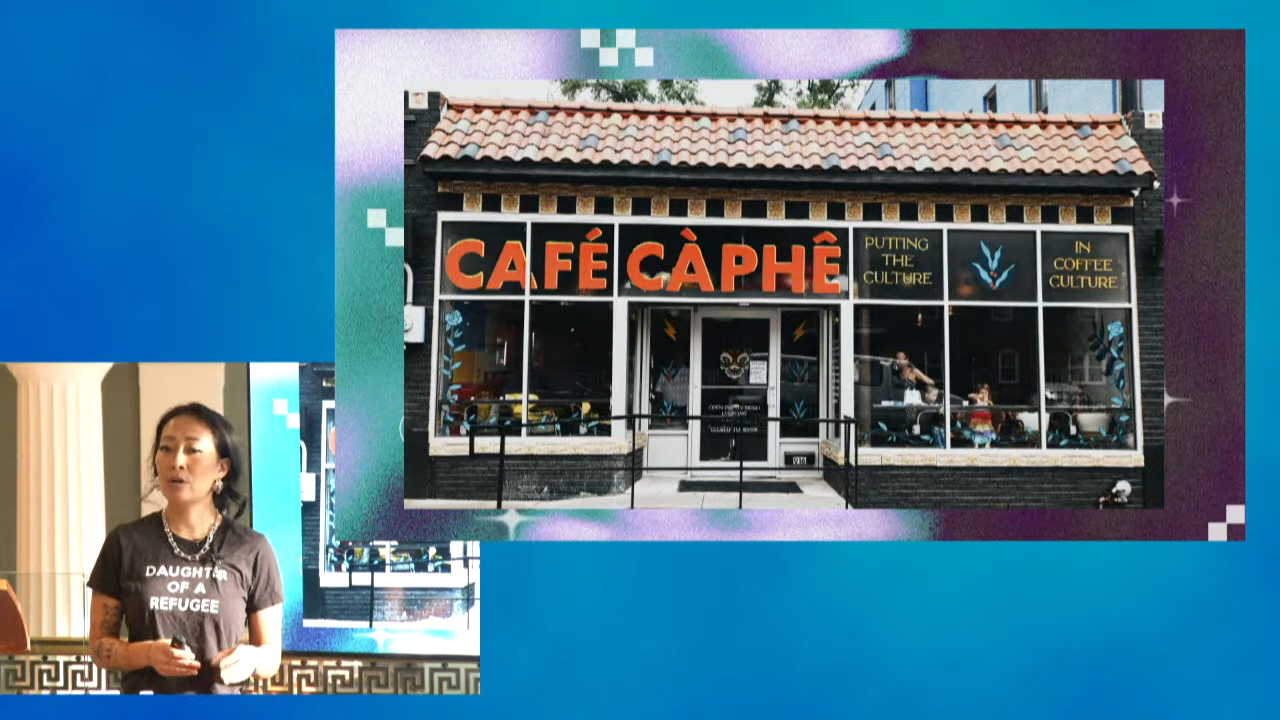 CAFÉ CÀPHÊ
PUTTING
THE
CULTURE
IN
COFFEE
CULTURE
DAUGHTER
OF A
REFUGEE